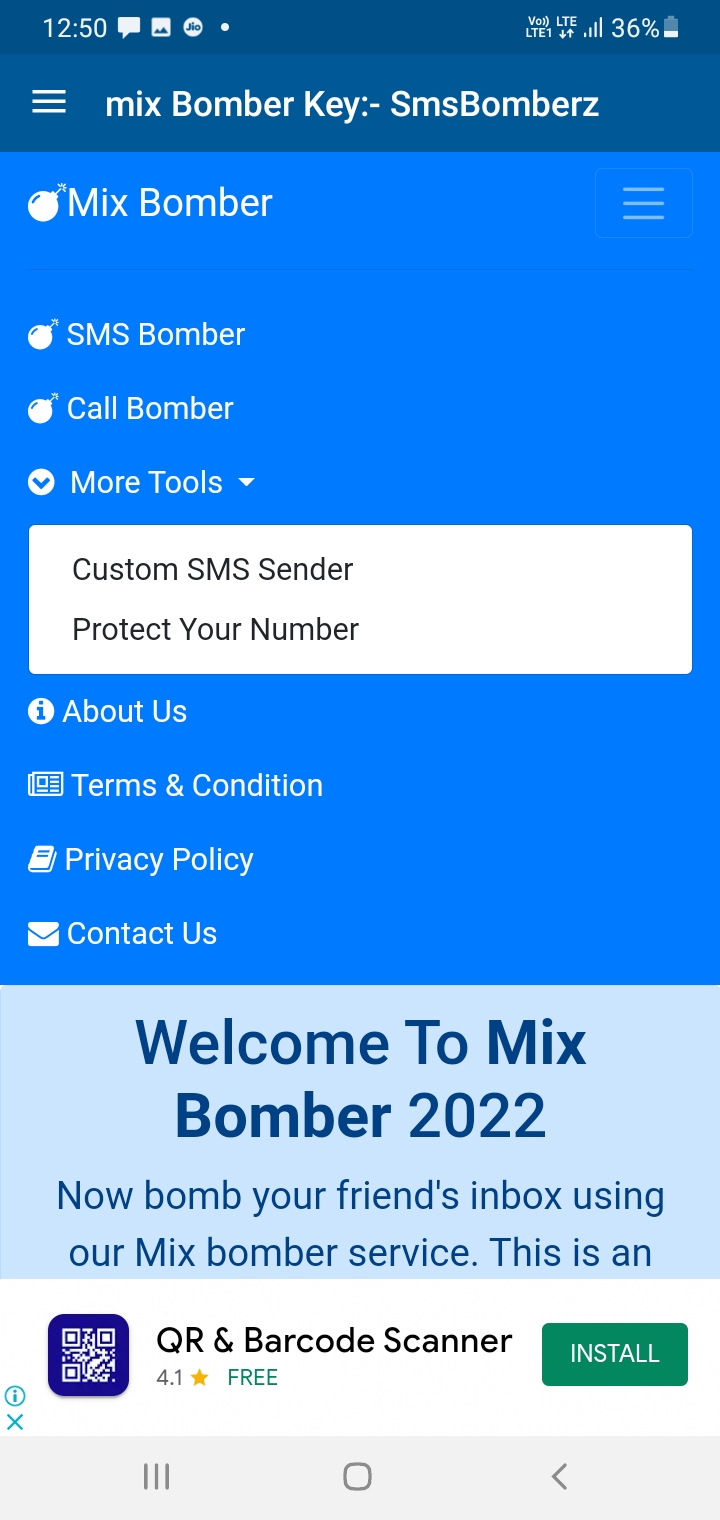 12:50 Jio Vo)) LTE1 LTE 36%
mix Bomber Key:- SmsBomberz
Mix Bomber
SMS Bomber
Call Bomber
More Tools
Custom SMS Sender
Protect Your Number
About Us
Terms & Condition
Privacy Policy
Contact Us
Welcome To Mix
Bomber 2022
Now bomb your friend's inbox using
our Mix bomber service. This is an
QR & Barcode Scanner
4.1 FREE
INSTALL